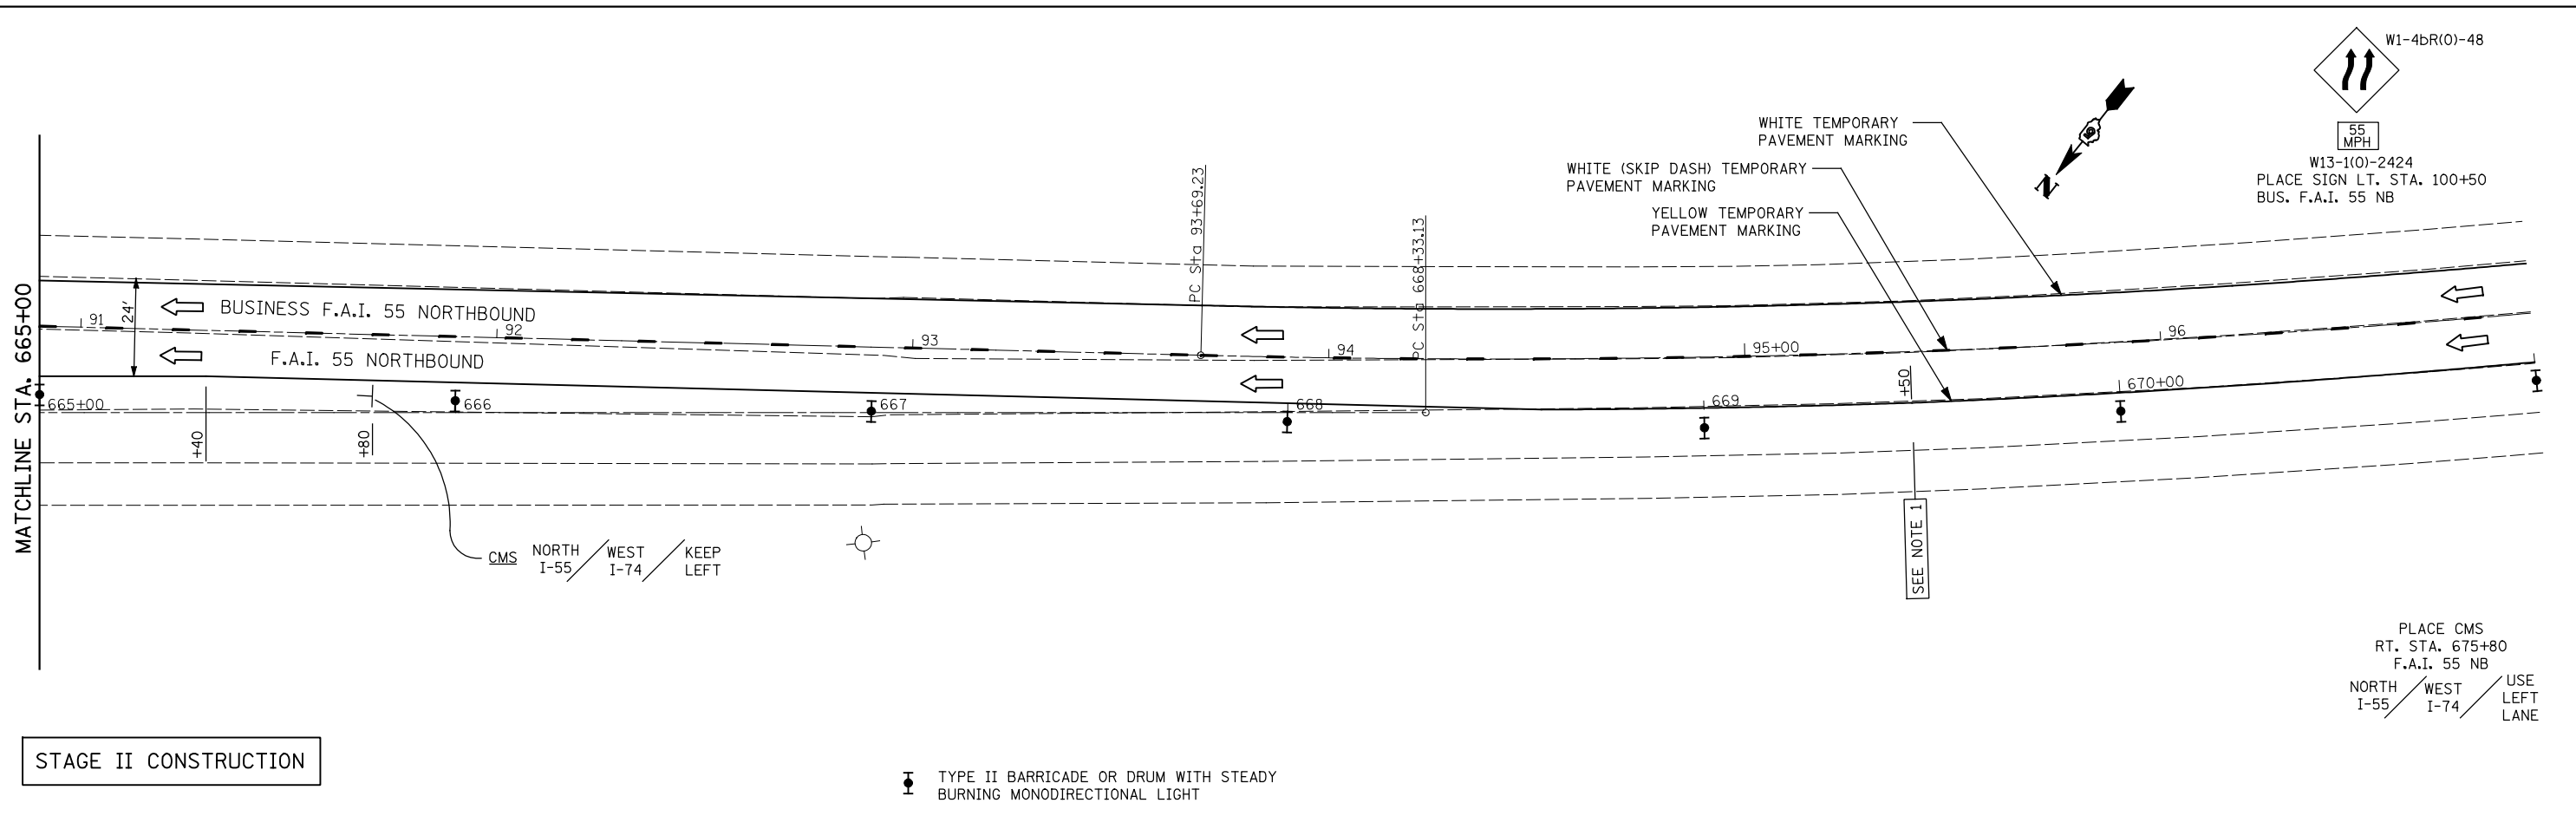 W1-4bR(O)-48
55
MPH
W13-1(O)-2424
PLACE SIGN LT. STA. 100+50
BUS. F.A.I. 55 NB
N
WHITE TEMPORARY
PAVEMENT MARKING
WHITE (SKIP DASH) TEMPORARY
PAVEMENT MARKING
YELLOW TEMPORARY
PAVEMENT MARKING
PC Sta 93+69.23
PC Sta 668+33.13
MATCHLINE STA. 665+00
24'
BUSINESS F.A.I. 55 NORTHBOUND
F.A.I. 55 NORTHBOUND
91
92
93
94
95+00
96
665+00
666
667
668
669
670+00
+40
+80
+50
SEE NOTE 1
CMS
NORTH
I-55
WEST
I-74
KEEP
LEFT
PLACE CMS
RT. STA. 675+80
F.A.I. 55 NB
NORTH
I-55
WEST
I-74
USE
LEFT
LANE
STAGE II CONSTRUCTION
TYPE II BARRICADE OR DRUM WITH STEADY
BURNING MONODIRECTIONAL LIGHT